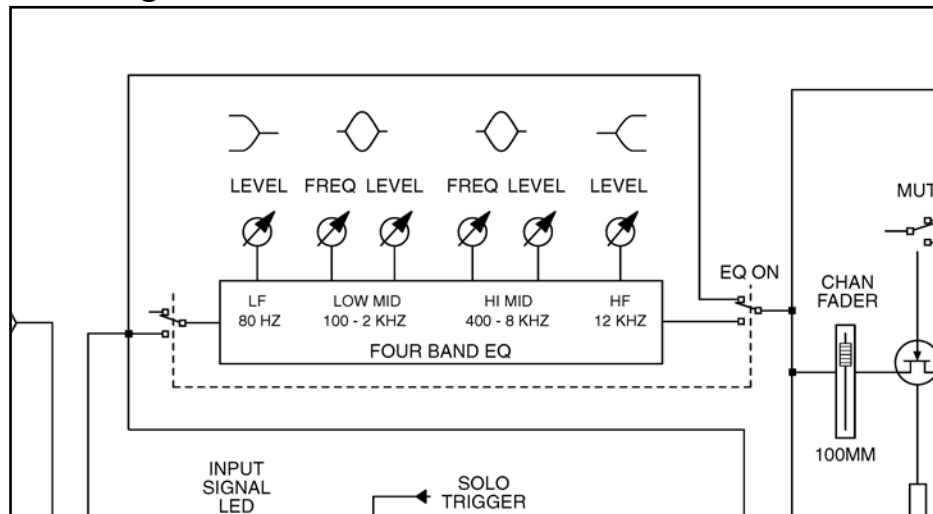 LEVEL FREQ LEVEL FREQ LEVEL LEVEL
MUT
EQ ON
LF LOW MID HI MID HF
80 HZ 100 - 2 KHZ 400 - 8 KHZ 12 KHZ
FOUR BAND EQ
CHAN
FADER
100MM
INPUT
SIGNAL
LED
SOLO
TRIGGER